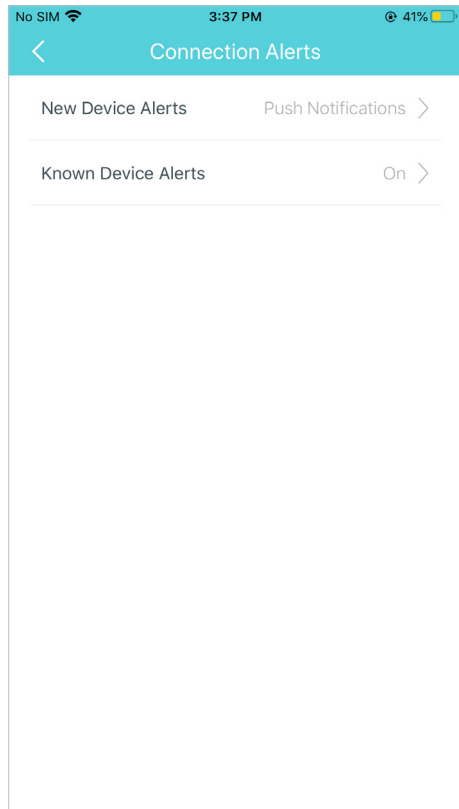 No SIM 3:37 PM 41%
Connection Alerts
New Device Alerts Push Notifications
Known Device Alerts On